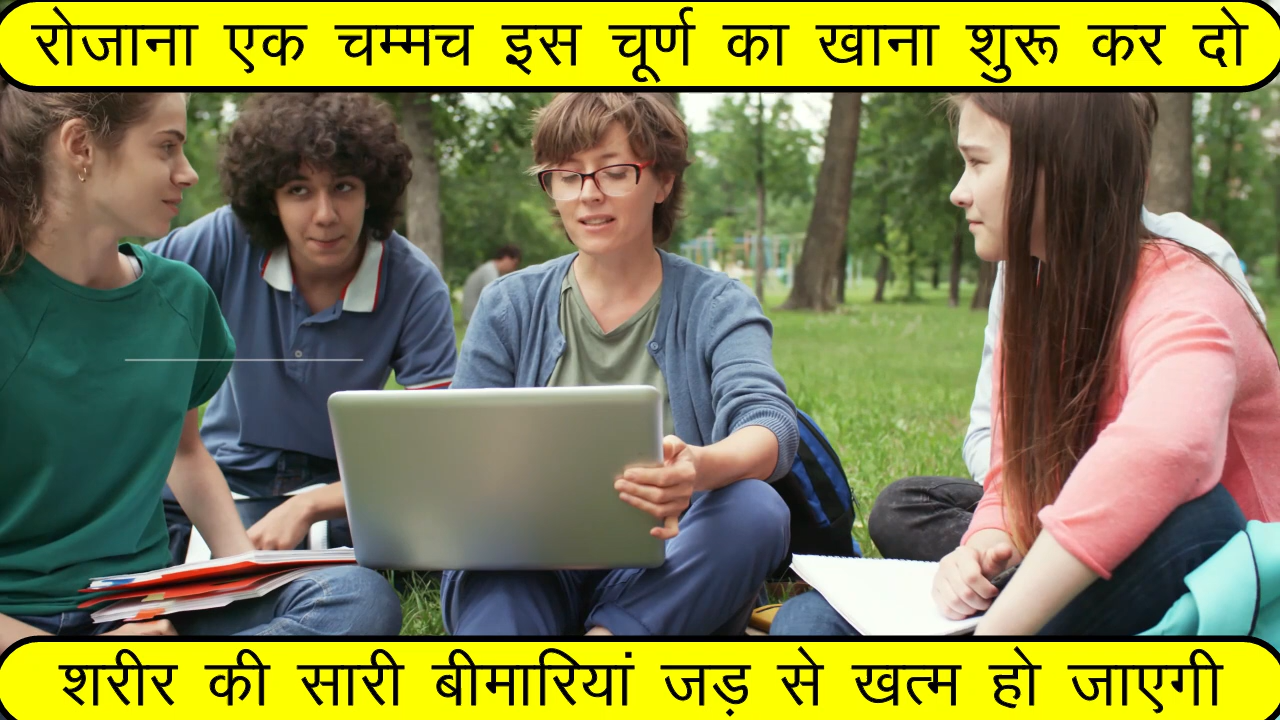 रोजाना एक चम्मच इस चूर्ण का खाना शुरू कर दो
शरीर की सारी बीमारियां जड़ से खत्म हो जाएगी